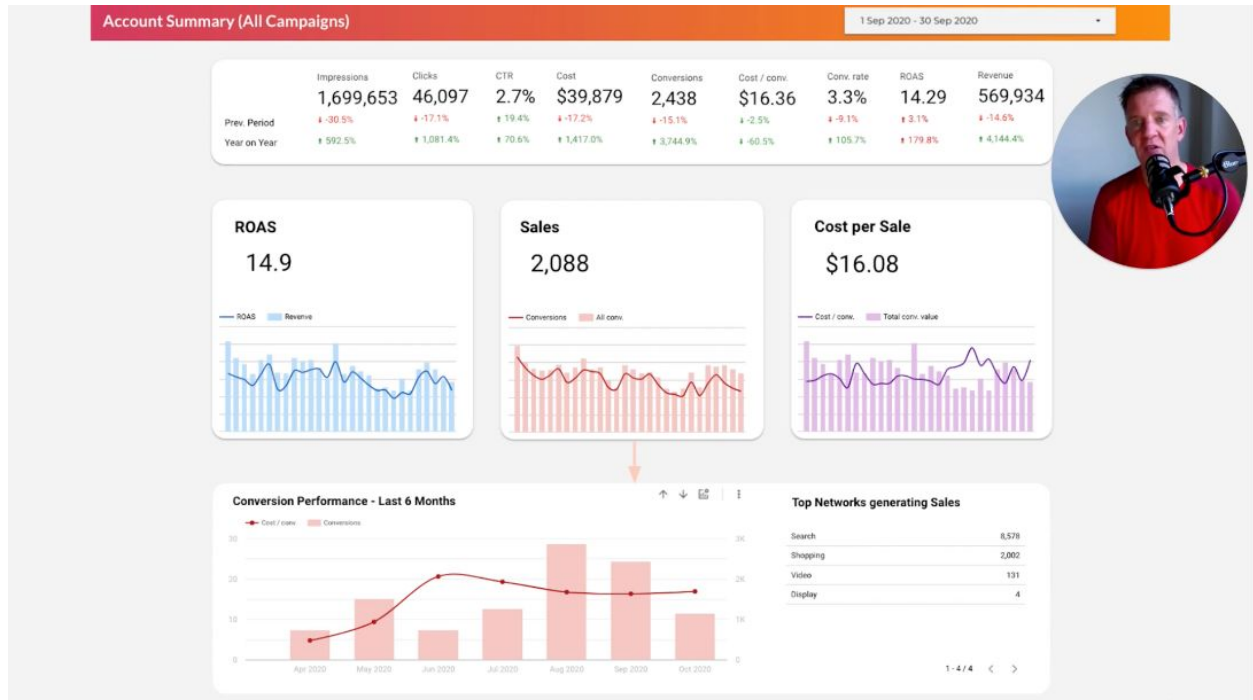 Account Summary (All Campaigns)
1 Sep 2020 - 30 Sep 2020
Impressions Clicks CTR Cost Conversions Cost / conv. Conv. rate ROAS Revenue
1,699,653 46,097 2.7% $39,879 2,438 $16.36 3.3% 14.29 569,934
Prev. Period -30.5% -17.1% 19.4% -17.2% -15.1% -2.5% -9.1% 3.1% -14.6%
Year on Year 592.5% 1,081.4% 70.6% 1,417.0% 3,744.9% -60.5% 105.7% 179.8% 4,144.4%
ROAS
14.9
ROAS Revenue
Sales
2,088
Conversions All conv.
Cost per Sale
$16.08
Cost / conv. Total conv. value
Conversion Performance - Last 6 Months
Cost / conv. Conversions
30 3K
20 2K
10 1K
0 0
Apr 2020 May 2020 Jun 2020 Jul 2020 Aug 2020 Sep 2020 Oct 2020
Top Networks generating Sales
Search 8,578
Shopping 2,002
Video 131
Display 4
1 - 4 / 4
Blue